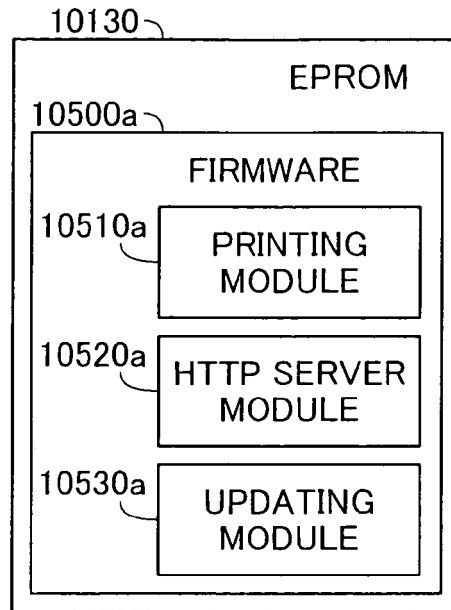 10130
EPROM
10500a
FIRMWARE
10510a
PRINTING
MODULE
10520a
HTTP SERVER
MODULE
10530a
UPDATING
MODULE